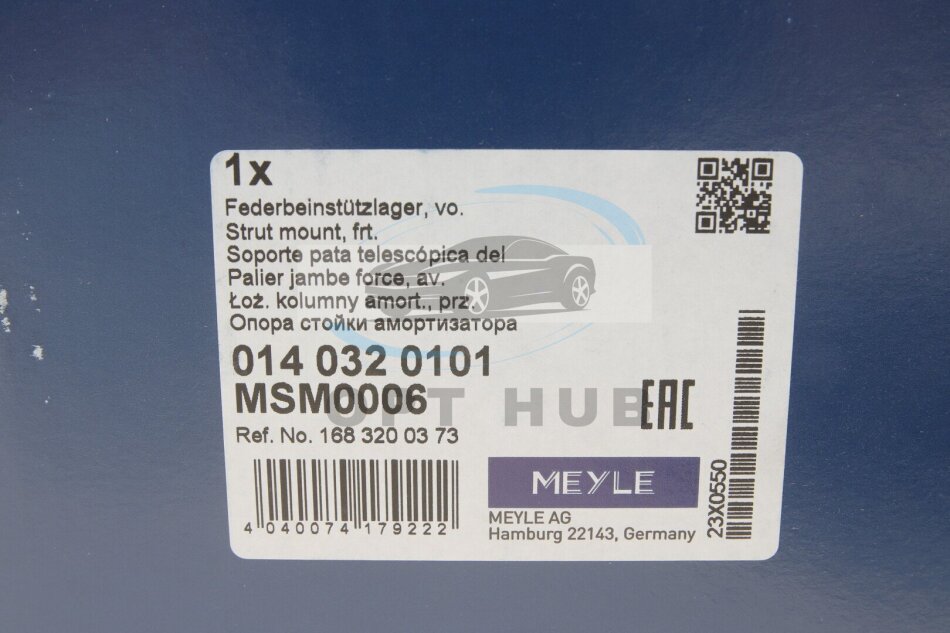 1x
Federbeinstützlager, vo.
Strut mount, frt.
Soporte pata telescópica del
Palier jambe force, av.
Łoż. kolumny amort., prz.
Опора стойки амортизатора
014 032 0101
MSM0006
OPT HUB
EAC
Ref. No. 168 320 03 73
4 040074 179222
MEYLE
MEYLE AG
Hamburg 22143, Germany
23X0550